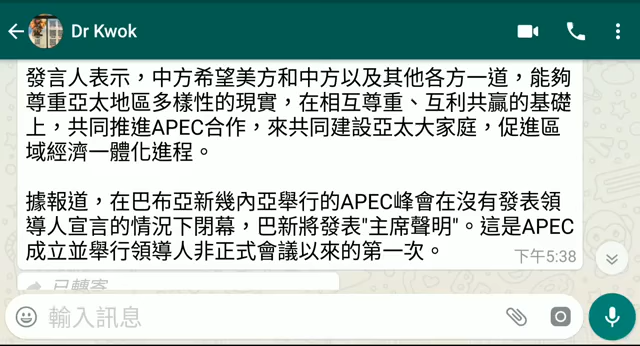 Dr Kwok
發言人表示，中方希望美方和中方以及其他各方一道，能夠
尊重亞太地區多樣性的現實，在相互尊重、互利共贏的基礎
上，共同推進APEC合作，來共同建設亞太大家庭，促進區
域經濟一體化進程。
據報道，在巴布亞新幾內亞舉行的APEC峰會在沒有發表領
導人宣言的情況下閉幕，巴新將發表"主席聲明"。這是APEC
成立並舉行領導人非正式會議以來的第一次。
下午5:38
已轉寄
輸入訊息